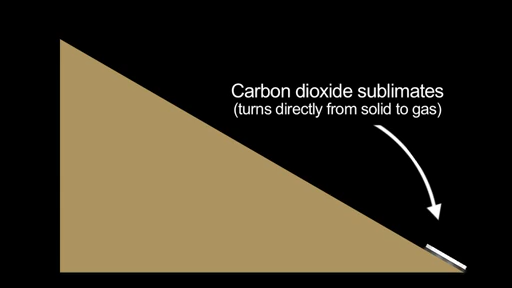 Carbon dioxide sublimates
(turns directly from solid to gas)